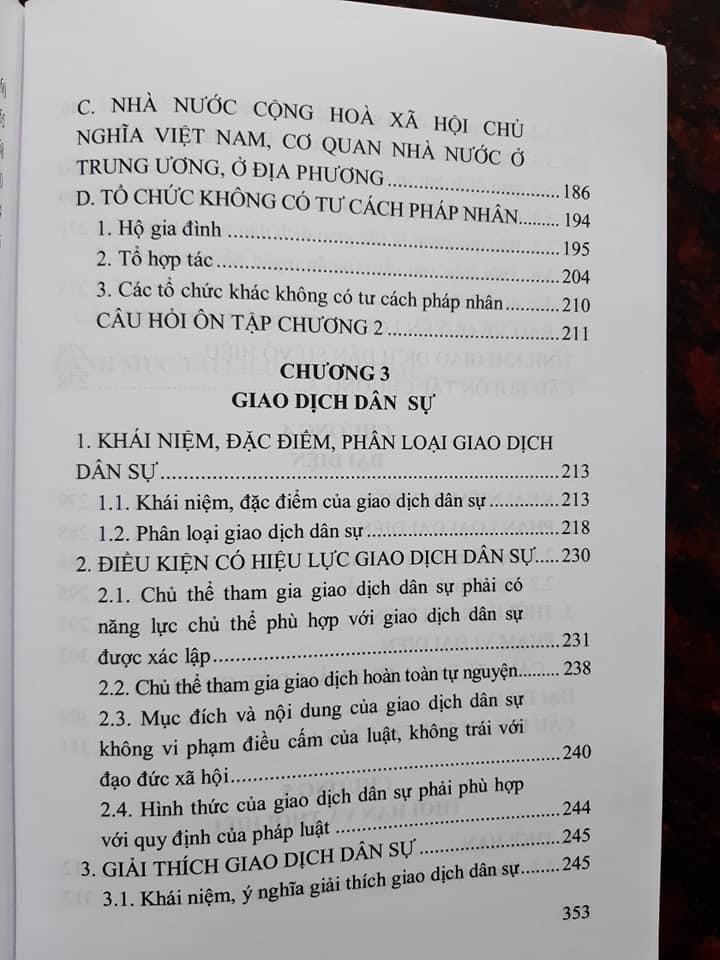 C. NHÀ NƯỚC CỘNG HOÀ XÃ HỘI CHỦ
NGHĨA VIỆT NAM, CƠ QUAN NHÀ NƯỚC Ở
TRUNG ƯƠNG, Ở ĐỊA PHƯƠNG................................186
D. TỔ CHỨC KHÔNG CÓ TƯ CÁCH PHÁP NHÂN........ 194
1. Hộ gia đình ................................................................195
2. Tổ hợp tác................................................................204
3. Các tổ chức khác không có tư cách pháp nhân...........210
CÂU HỎI ÔN TẬP CHƯƠNG 2................................211
CHƯƠNG 3
GIAO DỊCH DÂN SỰ
1. KHÁI NIỆM, ĐẶC ĐIỂM, PHÂN LOẠI GIAO DỊCH
DÂN SỰ................................................................213
1.1. Khái niệm, đặc điểm của giao dịch dân sự..............213
1.2. Phân loại giao dịch dân sự................................218
2. ĐIỀU KIỆN CÓ HIỆU LỰC GIAO DỊCH DÂN SỰ.....230
2.1. Chủ thể tham gia giao dịch dân sự phải có
năng lực chủ thể phù hợp với giao dịch dân sự
được xác lập................................................................231
2.2. Chủ thể tham gia giao dịch hoàn toàn tự nguyện........ 238
2.3. Mục đích và nội dung của giao dịch dân sự
không vi phạm điều cấm của luật, không trái với
đạo đức xã hội................................................................240
2.4. Hình thức của giao dịch dân sự phải phù hợp
với quy định của pháp luật ................................244
3. GIẢI THÍCH GIAO DỊCH DÂN SỰ ................................245
3.1. Khái niệm, ý nghĩa giải thích giao dịch dân sự........245
353